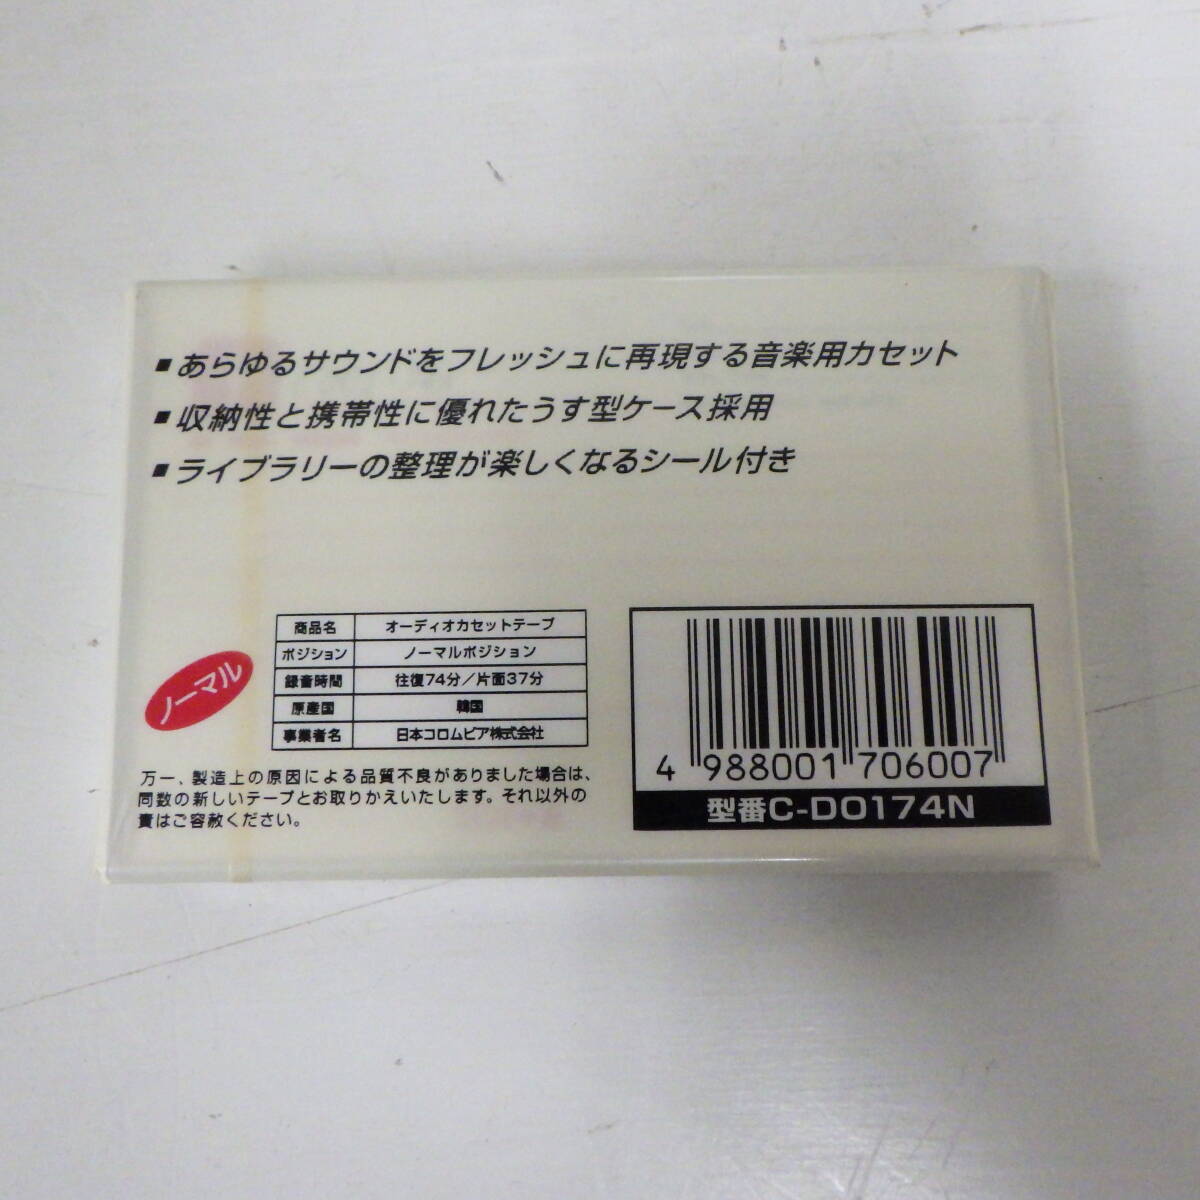 ■あらゆるサウンドをフレッシュに再現する音楽用カセット
■収納性と携帯性に優れたうす型ケース採用
■ライブラリーの整理が楽しくなるシール付き
ノーマル
商品名 オーディオカセットテープ
ポジション ノーマルポジション
録音時間 往復74分/片面37分
原産国 韓国
事業者名 日本コロムビア株式会社
万一、製造上の原因による品質不良がありました場合は、
同数の新しいテープとお取りかえいたします。それ以外の
責はご容赦ください。
4 988001 706007
型番C-DO174N